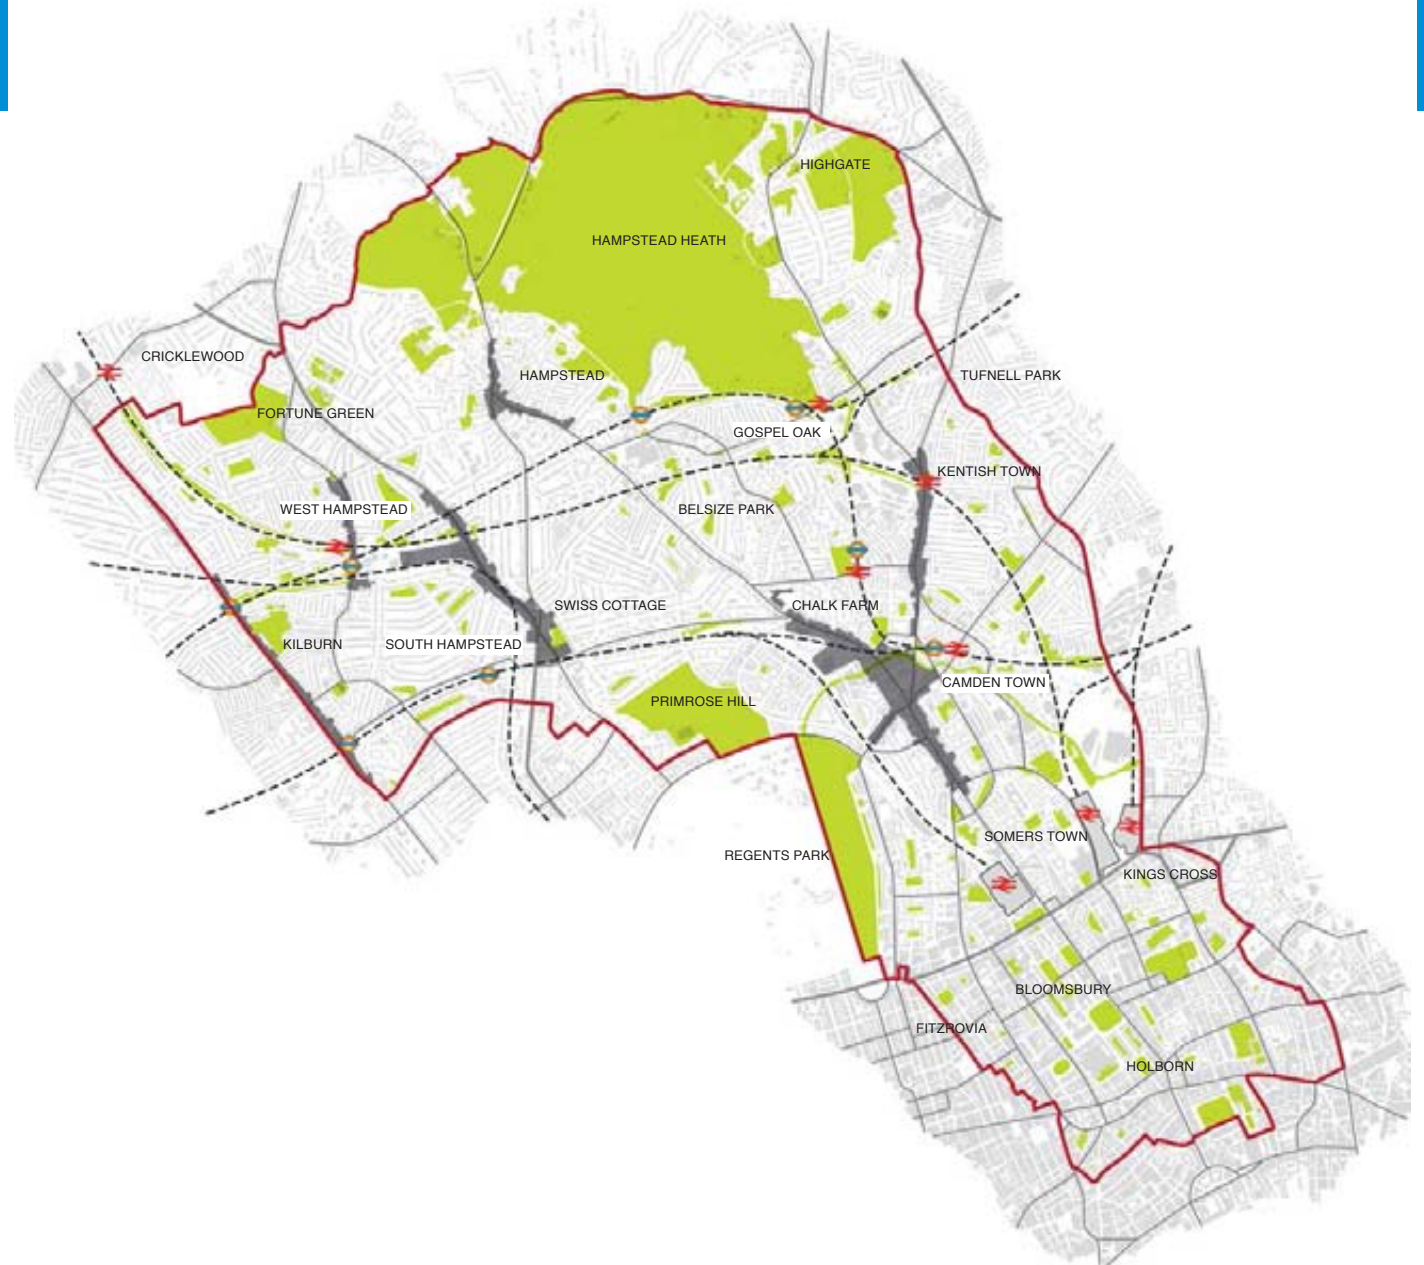 HIGHGATE
HAMPSTEAD HEATH
CRICKLEWOOD
HAMPSTEAD
TUFNELL PARK
FORTUNE GREEN
GOSPEL OAK
KENTISH TOWN
WEST HAMPSTEAD
BELSIZE PARK
SWISS COTTAGE
CHALK FARM
KILBURN
SOUTH HAMPSTEAD
CAMDEN TOWN
PRIMROSE HILL
SOMERS TOWN
REGENTS PARK
KINGS CROSS
BLOOMSBURY
FITZROVIA
HOLBORN